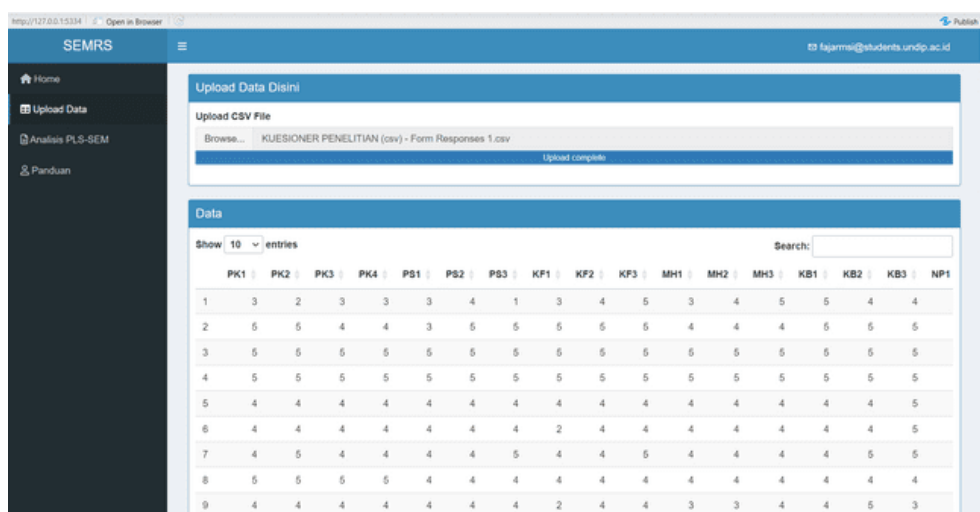 http://127.0.0.1:5334 Open in Browser Publish
SEMRS fajarmsi@students.undip.ac.id
Home
Upload Data
Analisis PLS-SEM
Panduan
Upload Data Disini
Upload CSV File
Browse... KUESIONER PENELITIAN (csv) - Form Responses 1.csv
Upload complete
Data
Show 10 entries Search:
PK1 PK2 PK3 PK4 PS1 PS2 PS3 KF1 KF2 KF3 MH1 MH2 MH3 KB1 KB2 KB3 NP1
1 3 2 3 3 3 4 1 3 4 5 3 4 5 5 4 4
2 5 5 4 4 3 5 5 5 5 5 4 4 4 5 5 5
3 5 5 5 5 5 5 5 5 5 5 5 5 5 5 5 5
4 5 5 5 5 5 5 5 5 5 5 5 5 5 5 5 5
5 4 4 4 4 4 4 4 4 4 4 4 4 4 4 4 5
6 4 4 4 4 4 4 4 2 4 4 4 4 4 4 4 5
7 4 5 4 4 4 4 5 4 4 5 4 4 4 4 5 5
8 5 5 5 5 4 4 4 4 4 4 4 4 4 4 4 4
9 4 4 4 4 4 4 4 2 4 4 3 3 4 4 5 3